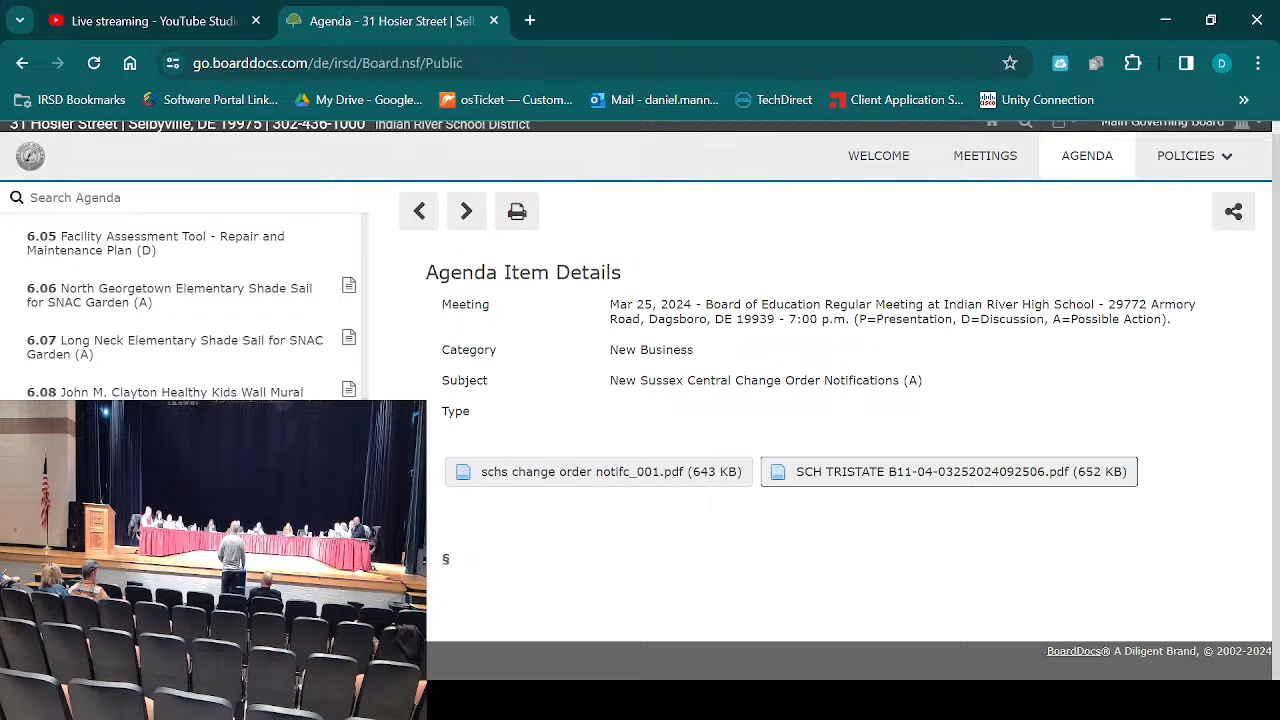 Live streaming - YouTube Studi
Agenda - 31 Hosier Street | Sel
go.boarddocs.com/de/irsd/Board.nsf/Public
D
IRSD Bookmarks
Software Portal Link...
My Drive - Google...
osTicket — Custom...
Mail - daniel.mann...
TechDirect
Client Application S...
Unity Connection
31 Hosier Street | Selbyville, DE 19975 | 302-436-1000 Indian River School District
Main Governing Board
WELCOME
MEETINGS
AGENDA
POLICIES
Search Agenda
6.05 Facility Assessment Tool - Repair and
Maintenance Plan (D)
6.06 North Georgetown Elementary Shade Sail
for SNAC Garden (A)
6.07 Long Neck Elementary Shade Sail for SNAC
Garden (A)
6.08 John M. Clayton Healthy Kids Wall Mural
Agenda Item Details
Meeting
Mar 25, 2024 - Board of Education Regular Meeting at Indian River High School - 29772 Armory
Road, Dagsboro, DE 19939 - 7:00 p.m. (P=Presentation, D=Discussion, A=Possible Action).
Category
New Business
Subject
New Sussex Central Change Order Notifications (A)
Type
schs change order notifc_001.pdf (643 KB)
SCH TRISTATE B11-04-03252024092506.pdf (652 KB)
§
BoardDocs® A Diligent Brand, © 2002-2024